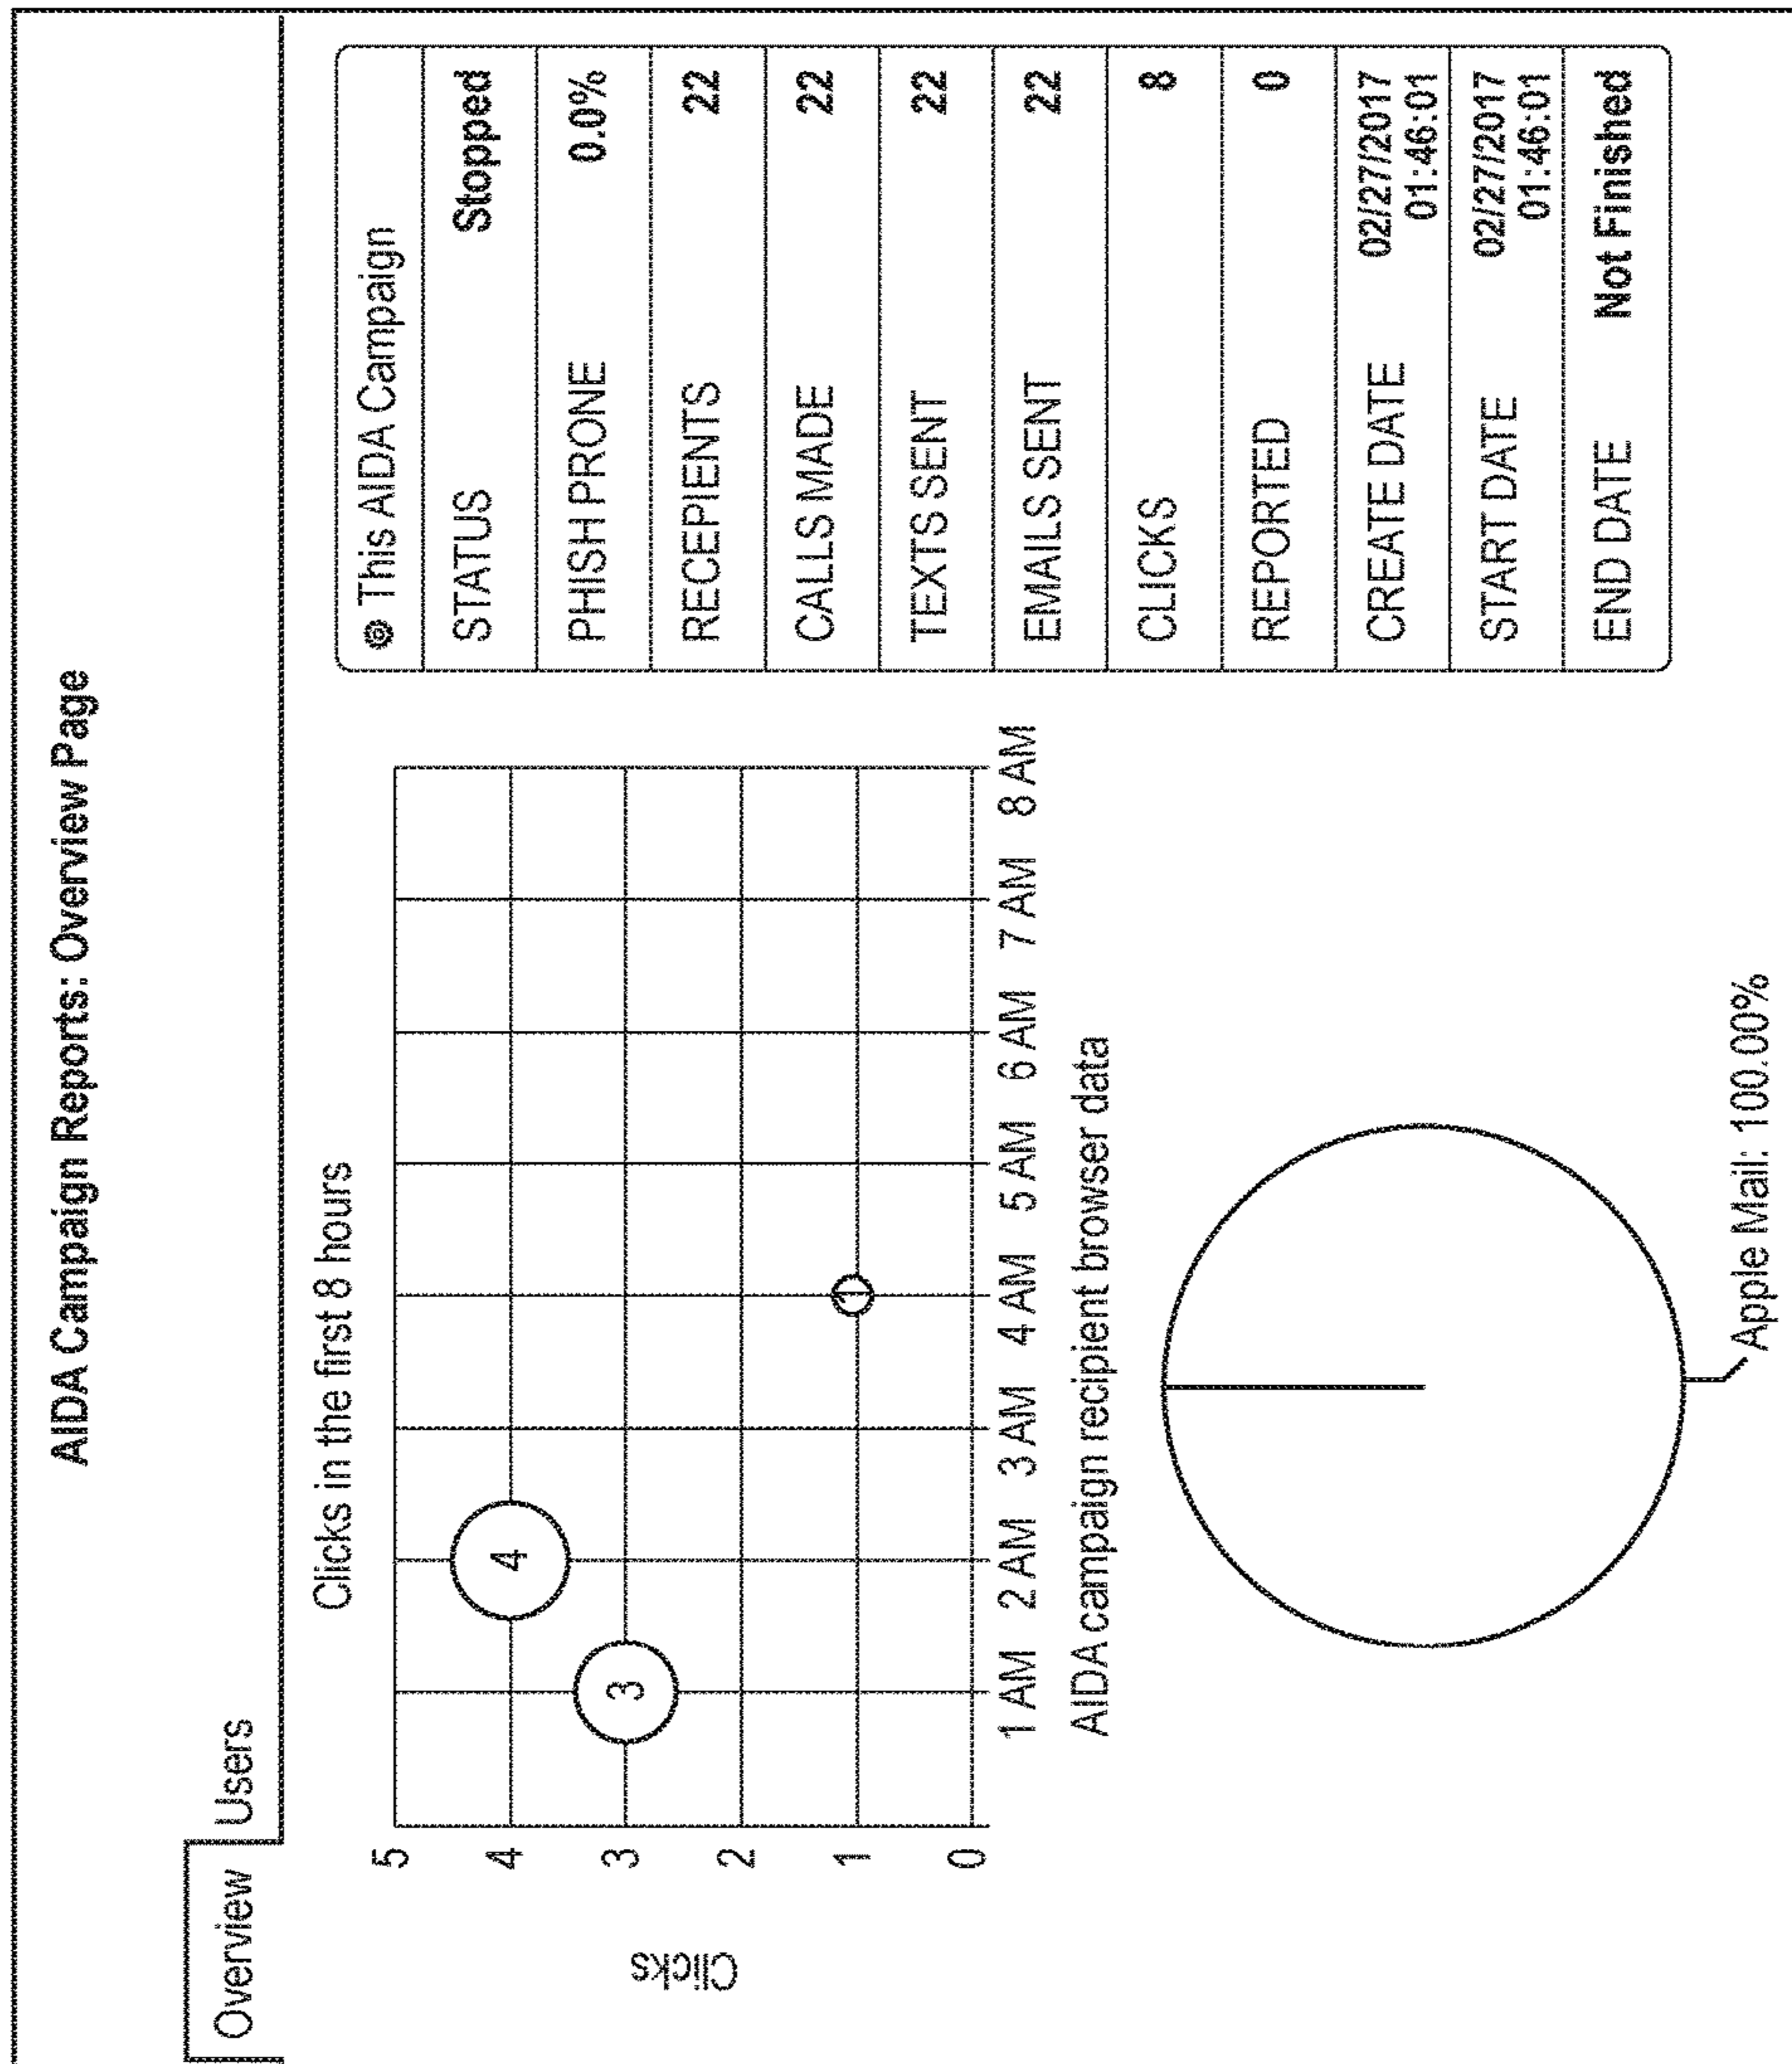 AIDA Campaign Reports: Overview Page
Overview
Users
Clicks in the first 8 hours
Clicks
5
4
3
2
1
0
3
4
1
1 AM 2 AM 3 AM 4 AM 5 AM 6 AM 7 AM 8 AM
AIDA campaign recipient browser data
Apple Mail: 100.00%
This AIDA Campaign
STATUS Stopped
PHISH PRONE 0.0%
RECEPIENTS 22
CALLS MADE 22
TEXTS SENT 22
EMAILS SENT 22
CLICKS 8
REPORTED 0
CREATE DATE 02/27/2017
01:46:01
START DATE 02/27/2017
01:46:01
END DATE Not Finished